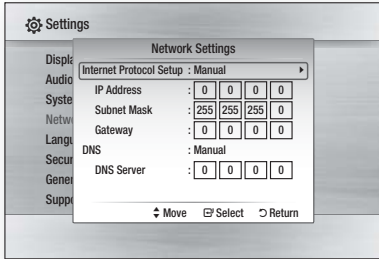 Settings
Network Settings
Internet Protocol Setup : Manual
IP Address : 0 0 0 0
Subnet Mask : 255 255 255 0
Gateway : 0 0 0 0
DNS : Manual
DNS Server : 0 0 0 0
Displa
Audio
Syste
Netwo
Langu
Secur
Gener
Suppo
Move Select Return